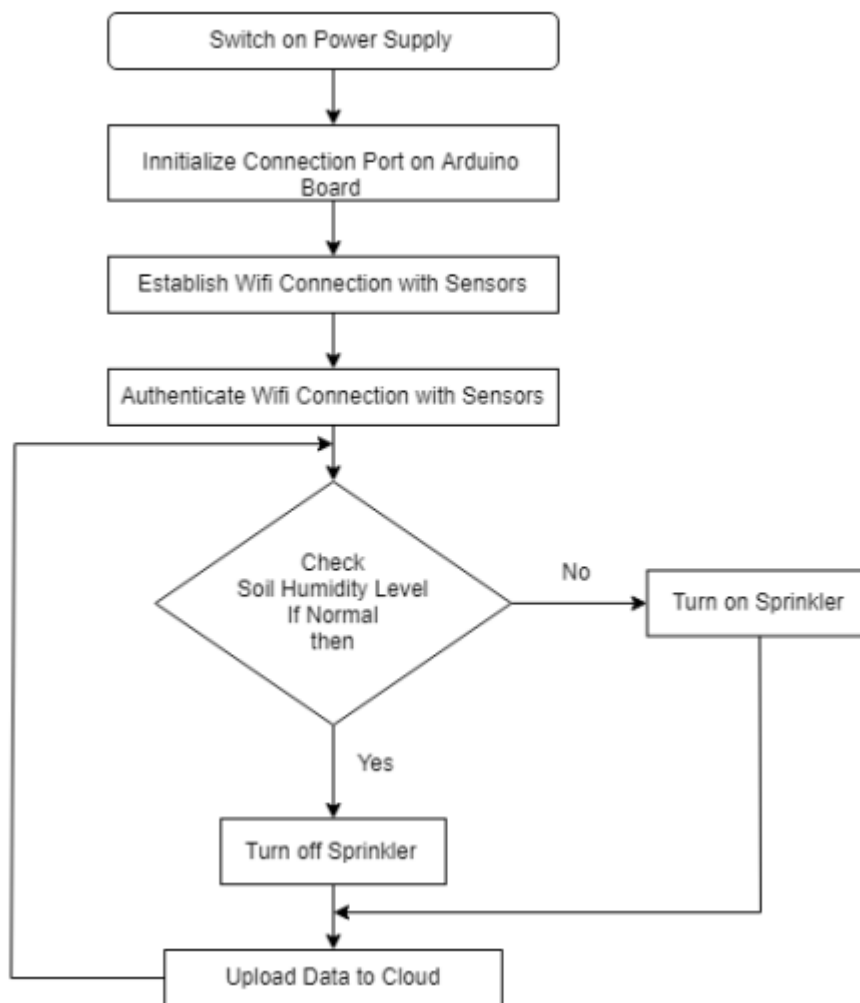 Switch on Power Supply
Innitialize Connection Port on Arduino
Board
Establish Wifi Connection with Sensors
Authenticate Wifi Connection with Sensors
Check
Soil Humidity Level
If Normal
then
No
Turn on Sprinkler
Yes
Turn off Sprinkler
Upload Data to Cloud